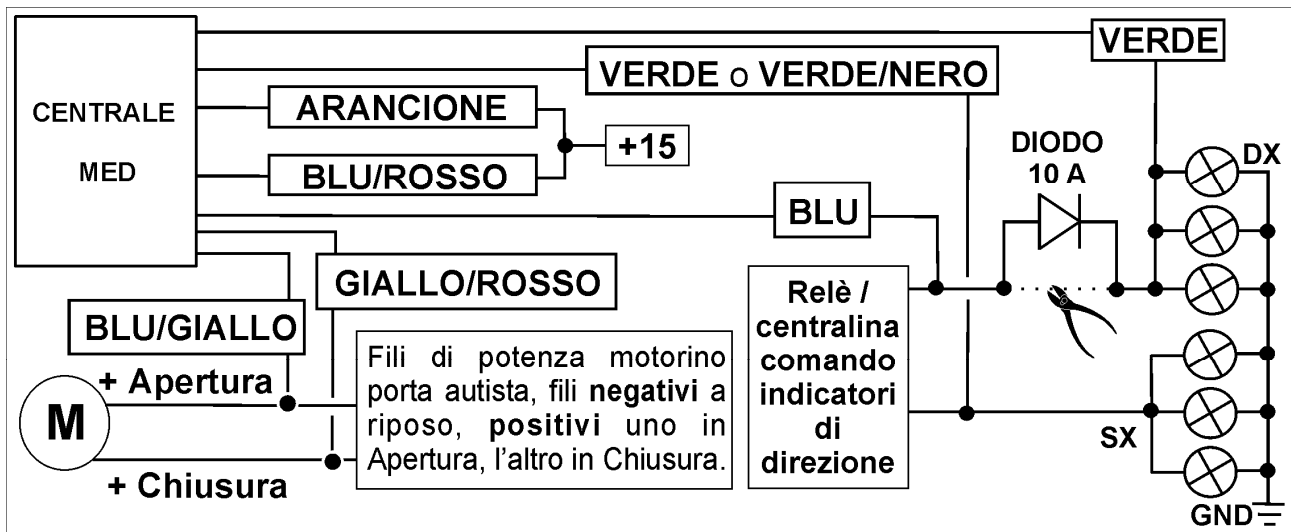 VERDE
VERDE o VERDE/NERO
CENTRALE
MED
ARANCIONE
+15
BLU/ROSSO
DIODO
10 A
DX
BLU
GIALLO/ROSSO
BLU/GIALLO
+ Apertura
M
+ Chiusura
Fili di potenza motorino
porta autista, fili negativi a
riposo, positivi uno in
Apertura, l'altro in Chiusura.
Relè /
centralina
comando
indicatori
di
direzione
SX
GND